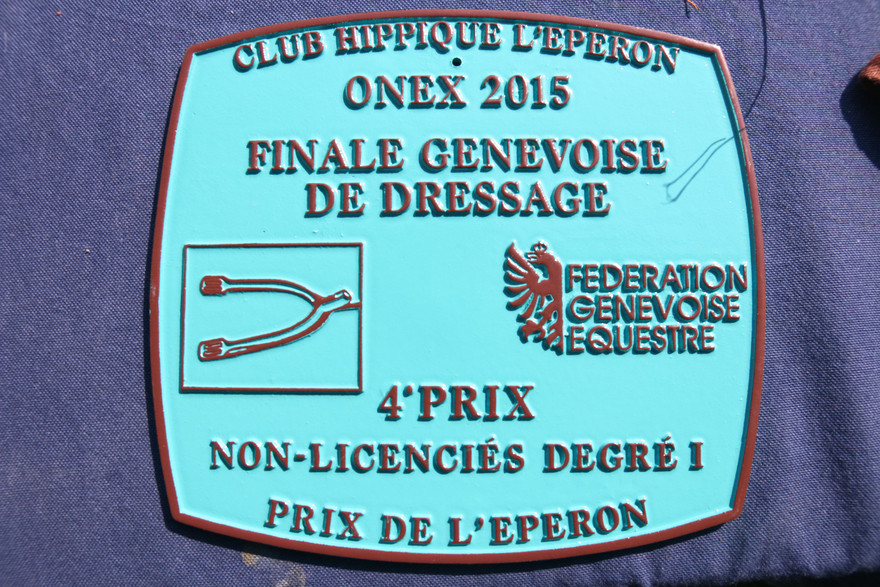 CLUB HIPPIQUE L'EPERON
ONEX 2015
FINALE GENEVOISE
DE DRESSAGE
FEDERATION
GENEVOISE
EQUESTRE
4e PRIX
NON-LICENCIÉS DEGRÉ I
PRIX DE L'EPERON